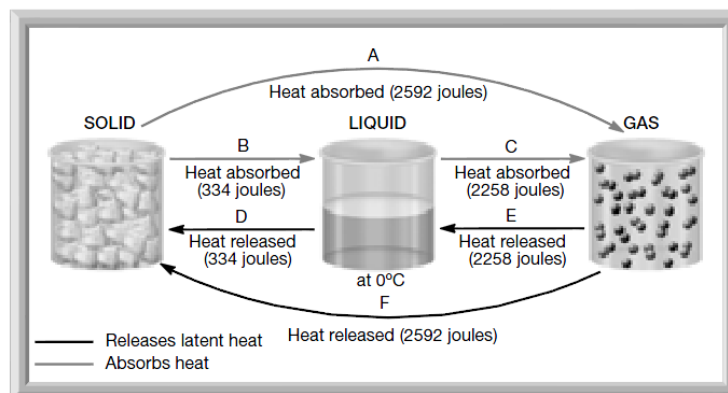 A
Heat absorbed (2592 joules)
SOLID
LIQUID
GAS
B
Heat absorbed
(334 joules)
C
Heat absorbed
(2258 joules)
D
Heat released
(334 joules)
E
Heat released
(2258 joules)
at 0ºC
F
Heat released (2592 joules)
Releases latent heat
Absorbs heat